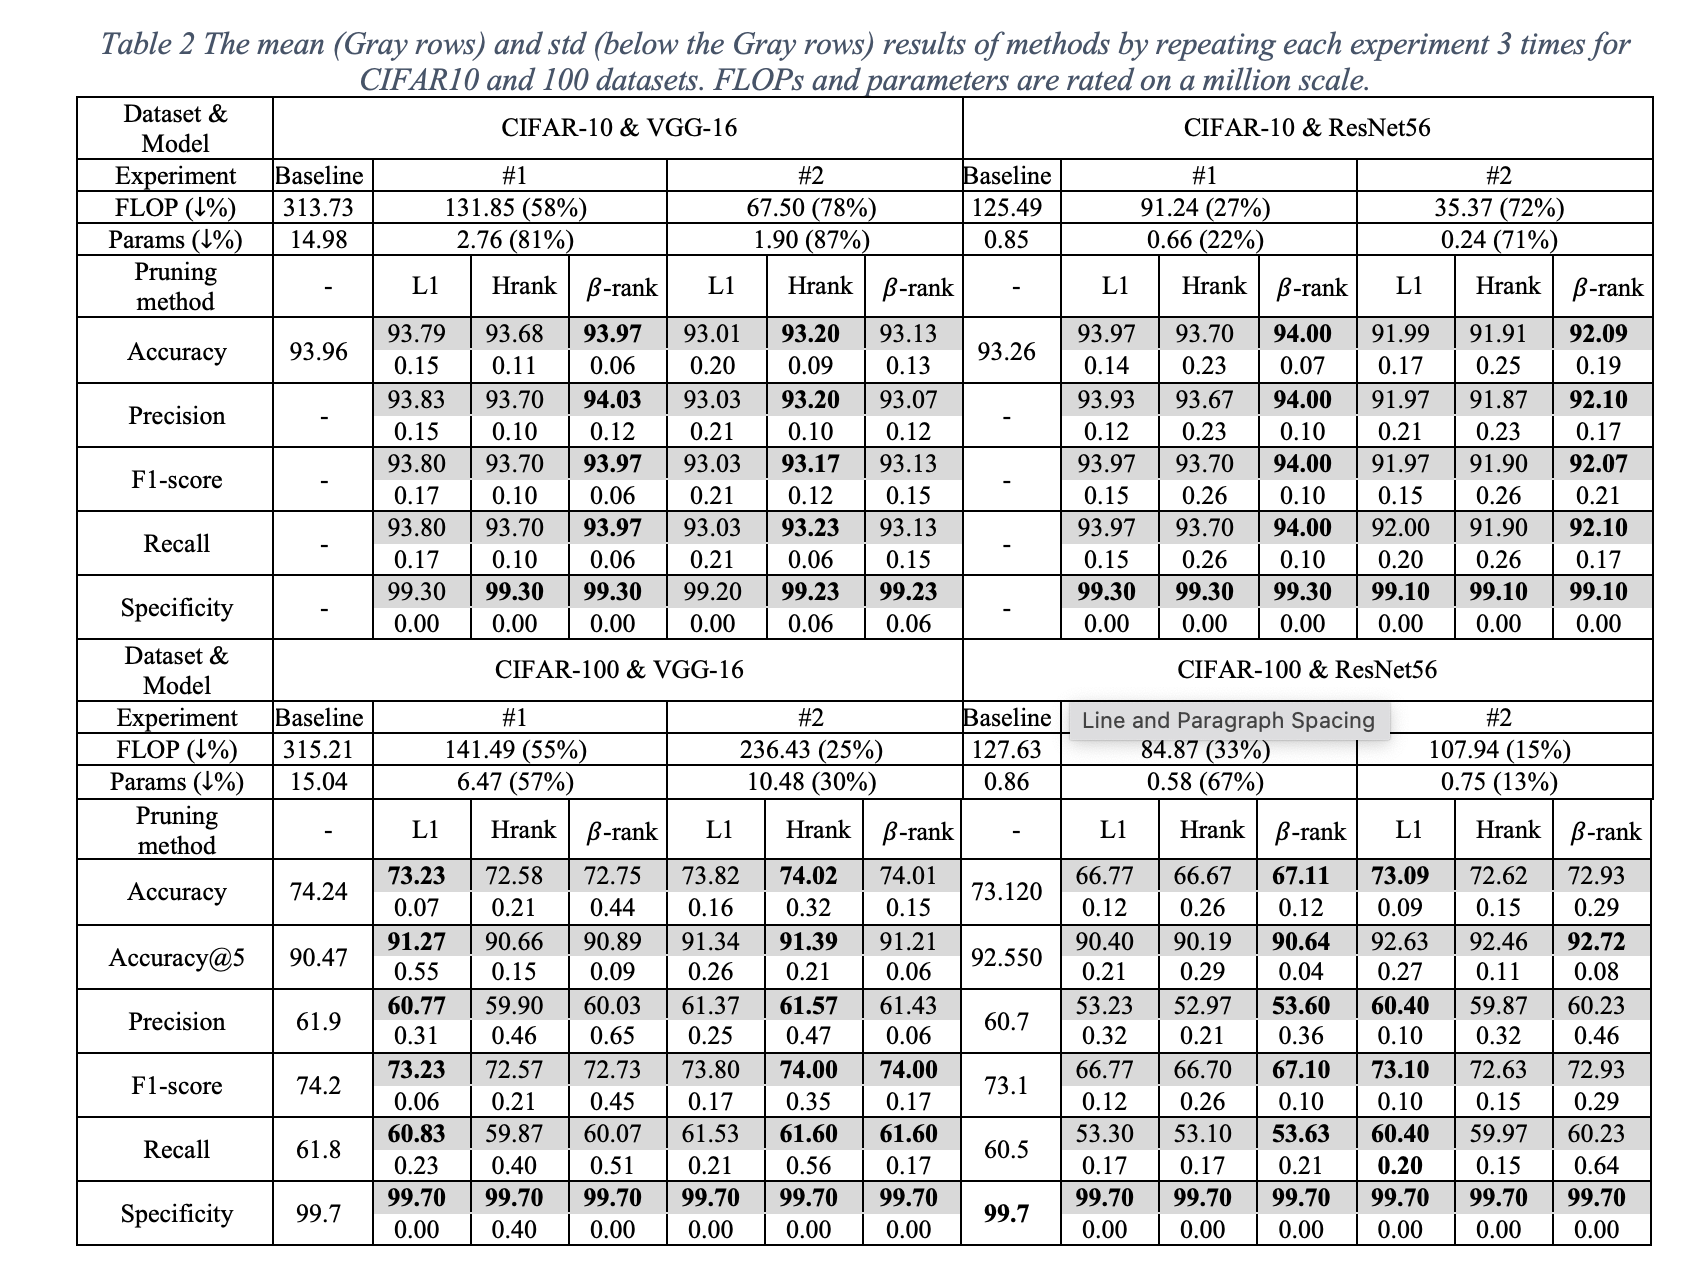 Table 2 The mean (Gray rows) and std (below the Gray rows) results of methods by repeating each experiment 3 times for
CIFAR10 and 100 datasets. FLOPs and parameters are rated on a million scale.
Dataset & Model CIFAR-10 & VGG-16 CIFAR-10 & ResNet56
Experiment Baseline #1 #2 Baseline #1 #2
FLOP (↓%) 313.73 131.85 (58%) 67.50 (78%) 125.49 91.24 (27%) 35.37 (72%)
Params (↓%) 14.98 2.76 (81%) 1.90 (87%) 0.85 0.66 (22%) 0.24 (71%)
Pruning method - L1 Hrank β-rank L1 Hrank β-rank - L1 Hrank β-rank L1 Hrank β-rank
Accuracy 93.96 93.79 93.68 93.97 93.01 93.20 93.13 93.26 93.97 93.70 94.00 91.99 91.91 92.09
0.15 0.11 0.06 0.20 0.09 0.13 0.14 0.23 0.07 0.17 0.25 0.19
Precision - 93.83 93.70 94.03 93.03 93.20 93.07 - 93.93 93.67 94.00 91.97 91.87 92.10
0.15 0.10 0.12 0.21 0.10 0.12 0.12 0.23 0.10 0.21 0.23 0.17
F1-score - 93.80 93.70 93.97 93.03 93.17 93.13 - 93.97 93.70 94.00 91.97 91.90 92.07
0.17 0.10 0.06 0.21 0.12 0.15 0.15 0.26 0.10 0.15 0.26 0.21
Recall - 93.80 93.70 93.97 93.03 93.23 93.13 - 93.97 93.70 94.00 92.00 91.90 92.10
0.17 0.10 0.06 0.21 0.06 0.15 0.15 0.26 0.10 0.20 0.26 0.17
Specificity - 99.30 99.30 99.30 99.20 99.23 99.23 - 99.30 99.30 99.30 99.10 99.10 99.10
0.00 0.00 0.00 0.00 0.06 0.06 0.00 0.00 0.00 0.00 0.00 0.00
Dataset & Model CIFAR-100 & VGG-16 CIFAR-100 & ResNet56
Experiment Baseline #1 #2 Baseline Line and Paragraph Spacing #2
FLOP (↓%) 315.21 141.49 (55%) 236.43 (25%) 127.63 84.87 (33%) 107.94 (15%)
Params (↓%) 15.04 6.47 (57%) 10.48 (30%) 0.86 0.58 (67%) 0.75 (13%)
Pruning method - L1 Hrank β-rank L1 Hrank β-rank - L1 Hrank β-rank L1 Hrank β-rank
Accuracy 74.24 73.23 72.58 72.75 73.82 74.02 74.01 73.120 66.77 66.67 67.11 73.09 72.62 72.93
0.07 0.21 0.44 0.16 0.32 0.15 0.12 0.26 0.12 0.09 0.15 0.29
Accuracy@5 90.47 91.27 90.66 90.89 91.34 91.39 91.21 92.550 90.40 90.19 90.64 92.63 92.46 92.72
0.55 0.15 0.09 0.26 0.21 0.06 0.21 0.29 0.04 0.27 0.11 0.08
Precision 61.9 60.77 59.90 60.03 61.37 61.57 61.43 60.7 53.23 52.97 53.60 60.40 59.87 60.23
0.31 0.46 0.65 0.25 0.47 0.06 0.32 0.21 0.36 0.10 0.32 0.46
F1-score 74.2 73.23 72.57 72.73 73.80 74.00 74.00 73.1 66.77 66.70 67.10 73.10 72.63 72.93
0.06 0.21 0.45 0.17 0.35 0.17 0.12 0.26 0.10 0.10 0.15 0.29
Recall 61.8 60.83 59.87 60.07 61.53 61.60 61.60 60.5 53.30 53.10 53.63 60.40 59.97 60.23
0.23 0.40 0.51 0.21 0.56 0.17 0.17 0.17 0.21 0.20 0.15 0.64
Specificity 99.7 99.70 99.70 99.70 99.70 99.70 99.70 99.7 99.70 99.70 99.70 99.70 99.70 99.70
0.00 0.40 0.00 0.00 0.00 0.00 0.00 0.00 0.00 0.00 0.00 0.00